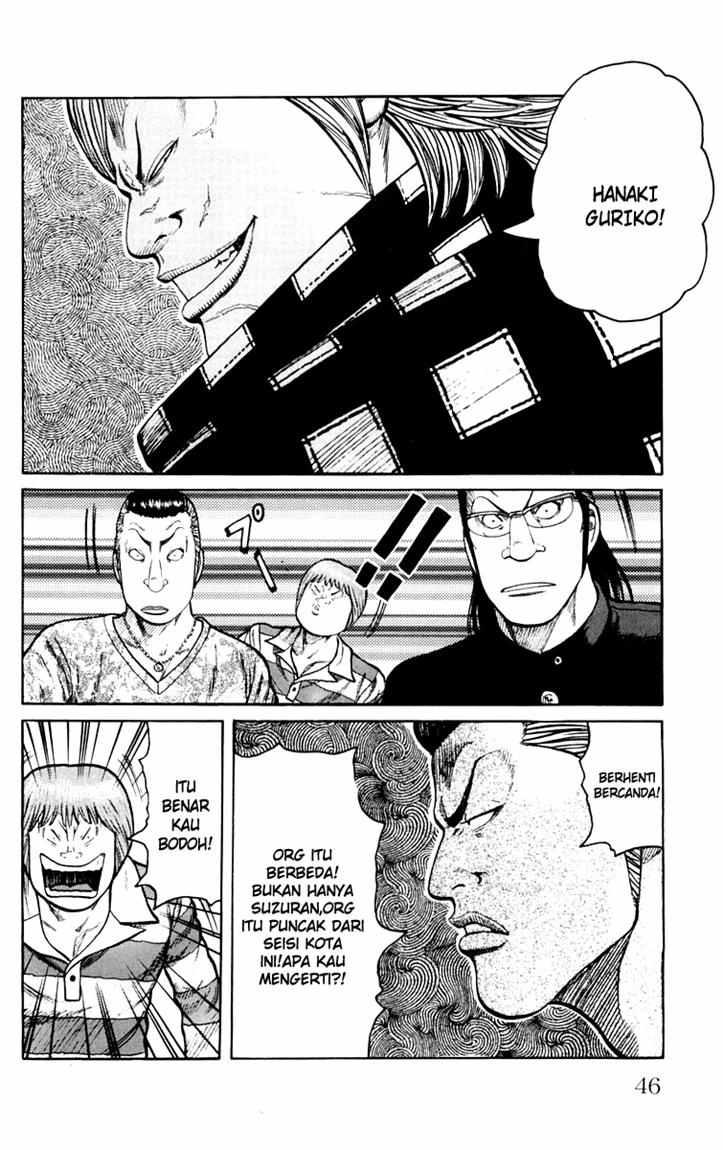 HANAKI
GURIKO!
プ
!!
BERHENTI
BERCANDA!
ORG ITU
BERBEDA!
BUKAN HANYA
SUZURAN,ORG
ITU PUNCAK DARI
SEISI KOTA
INI!APA KAU
MENGERTI?!
ITU
BENAR
KAU
BODOH!
46